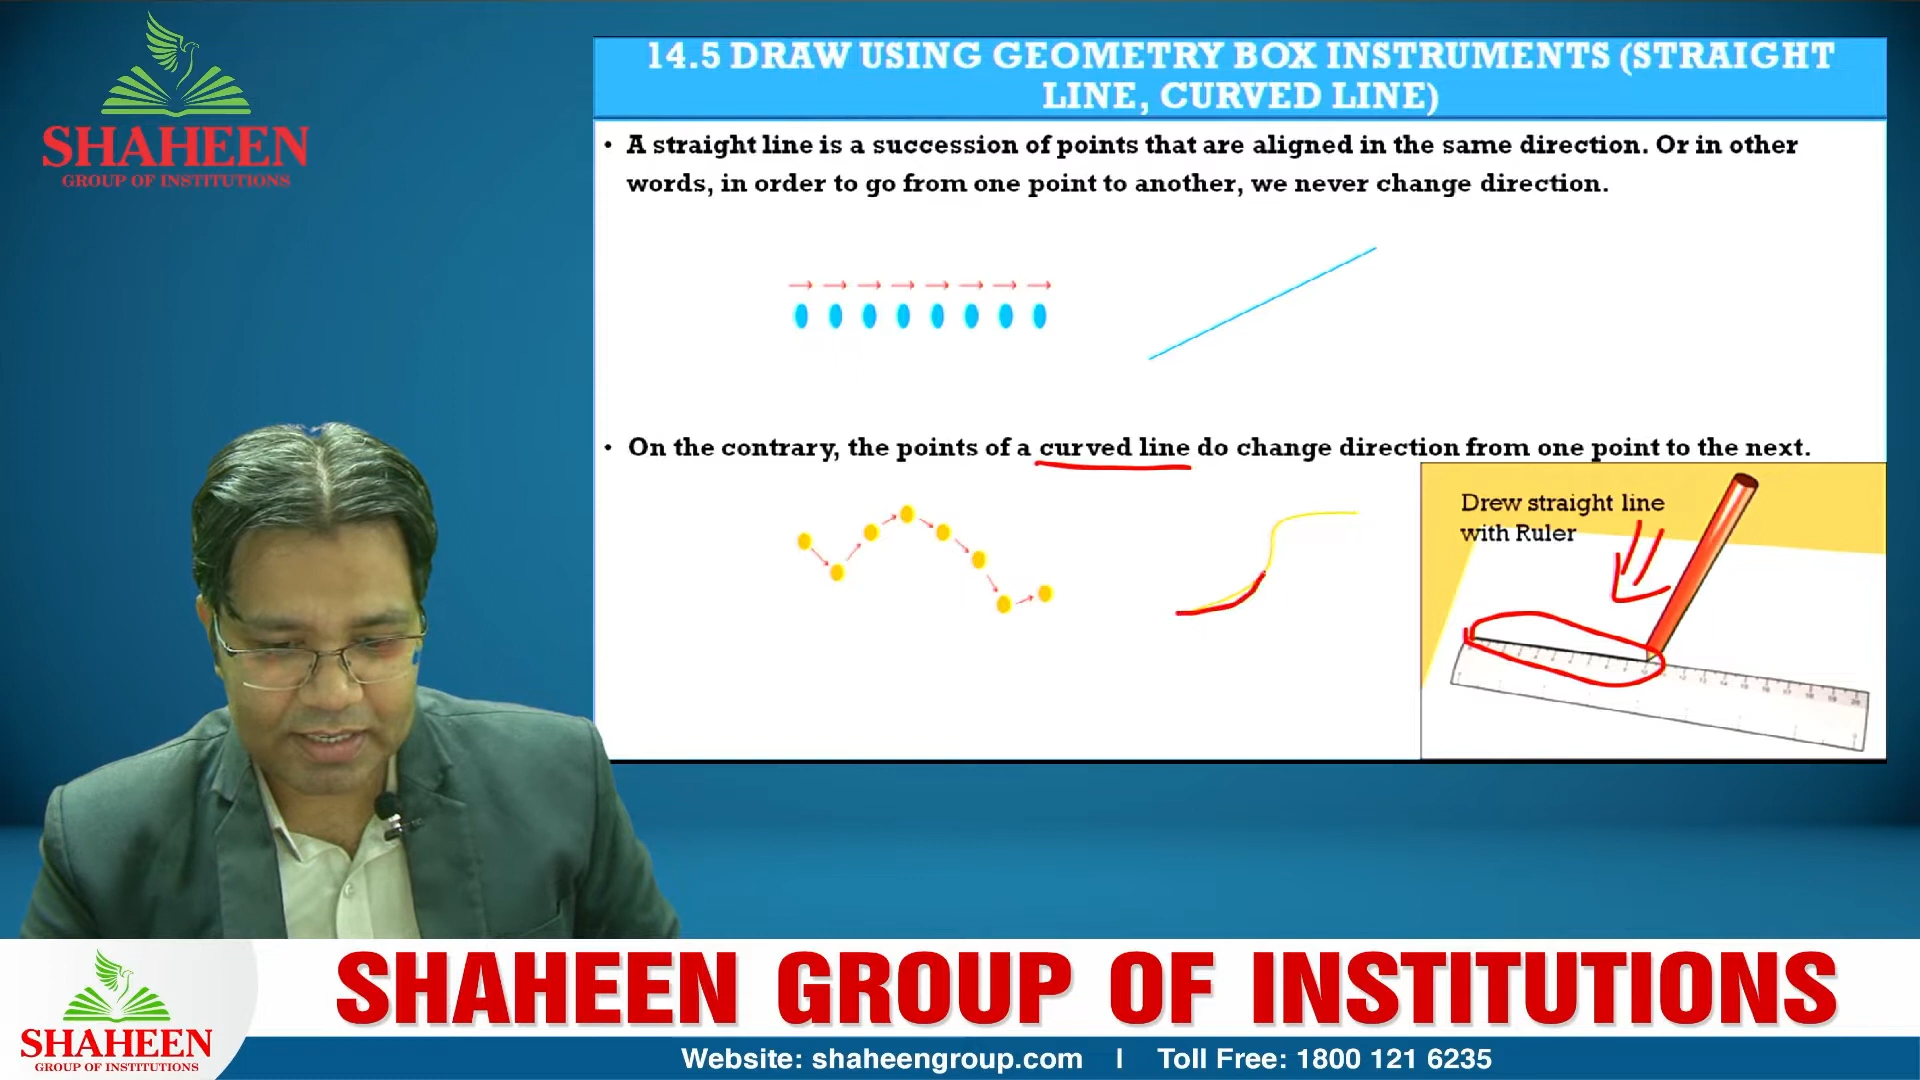 SHAHEEN
GROUP OF INSTITUTIONS
14.5 DRAW USING GEOMETRY BOX INSTRUMENTS (STRAIGHT
LINE, CURVED LINE)
• A straight line is a succession of points that are aligned in the same direction. Or in other
words, in order to go from one point to another, we never change direction.
• On the contrary, the points of a curved line do change direction from one point to the next.
Drew straight line
with Ruler
SHAHEEN
GROUP OF INSTITUTIONS
SHAHEEN GROUP OF INSTITUTIONS
Website: shaheengroup.com | Toll Free: 1800 121 6235